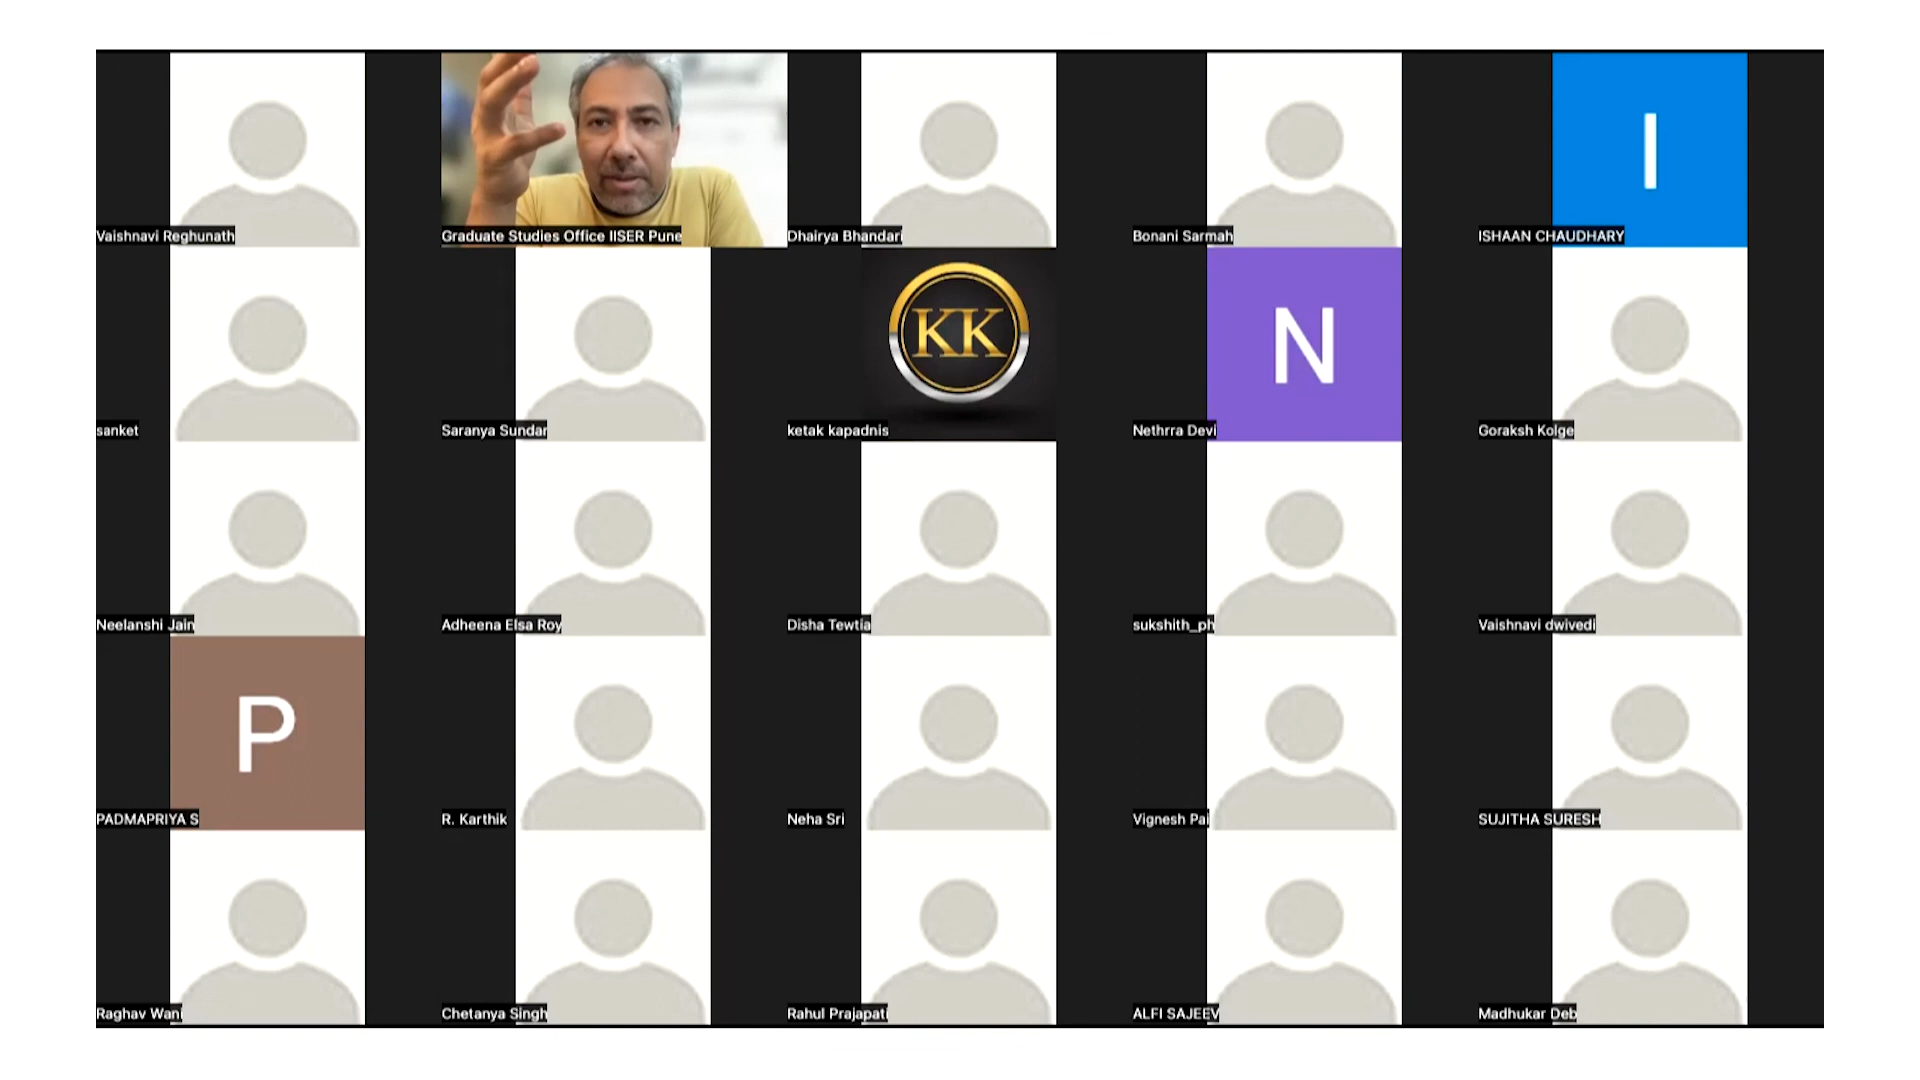 Vaishnavi Reghunath
Graduate Studies Office IISER Pune
Dhairya Bhandari
Bonani Sarmah
I
ISHAAN CHAUDHARY
sanket
Saranya Sundar
KK
ketak kapadnis
N
Nethrra Devi
Goraksh Kolge
Neelanshi Jain
Adheena Elsa Roy
Disha Tewtia
sukshith_ph
Vaishnavi dwivedi
P
PADMAPRIYA S
R. Karthik
Neha Sri
Vignesh Pai
SUJITHA SURESH
Raghav Wani
Chetanya Singh
Rahul Prajapati
ALFI SAJEEV
Madhukar Deb